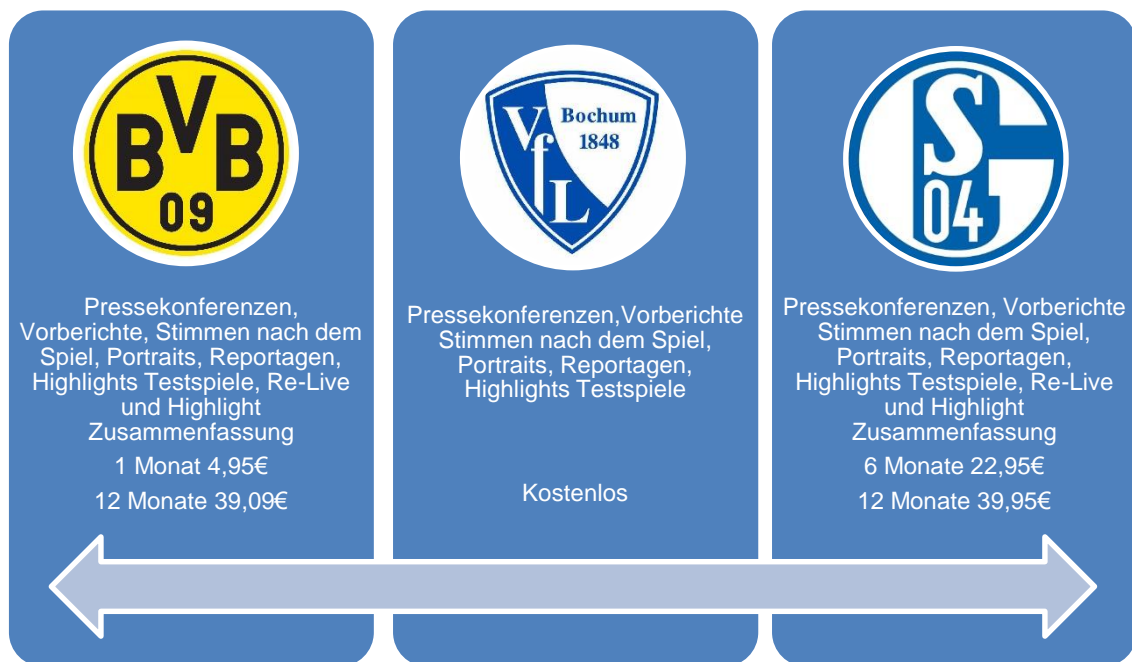 BVB
09
Pressekonferenzen,
Vorberichte, Stimmen nach dem
Spiel, Portraits, Reportagen,
Highlights Testspiele, Re-Live
und Highlight
Zusammenfassung
1 Monat 4,95€
12 Monate 39,09€
VfL
Bochum
1848
Pressekonferenzen,Vorberichte
Stimmen nach dem Spiel,
Portraits, Reportagen,
Highlights Testspiele
Kostenlos
S
04
Pressekonferenzen, Vorberichte
Stimmen nach dem Spiel,
Portraits, Reportagen,
Highlights Testspiele, Re-Live
und Highlight
Zusammenfassung
6 Monate 22,95€
12 Monate 39,95€